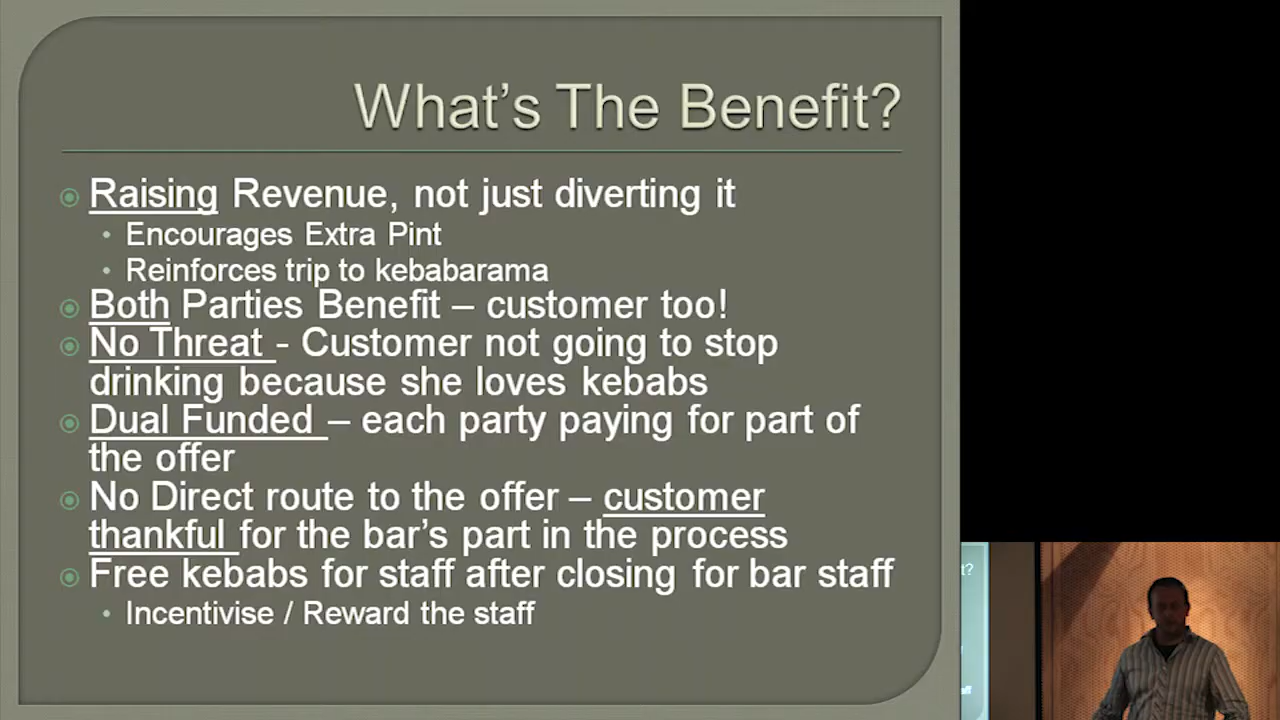 What's The Benefit?
Raising Revenue, not just diverting it
Encourages Extra Pint
Reinforces trip to kebabarama
Both Parties Benefit – customer too!
No Threat - Customer not going to stop
drinking because she loves kebabs
Dual Funded – each party paying for part of
the offer
No Direct route to the offer – customer
thankful for the bar's part in the process
Free kebabs for staff after closing for bar staff
Incentivise / Reward the staff